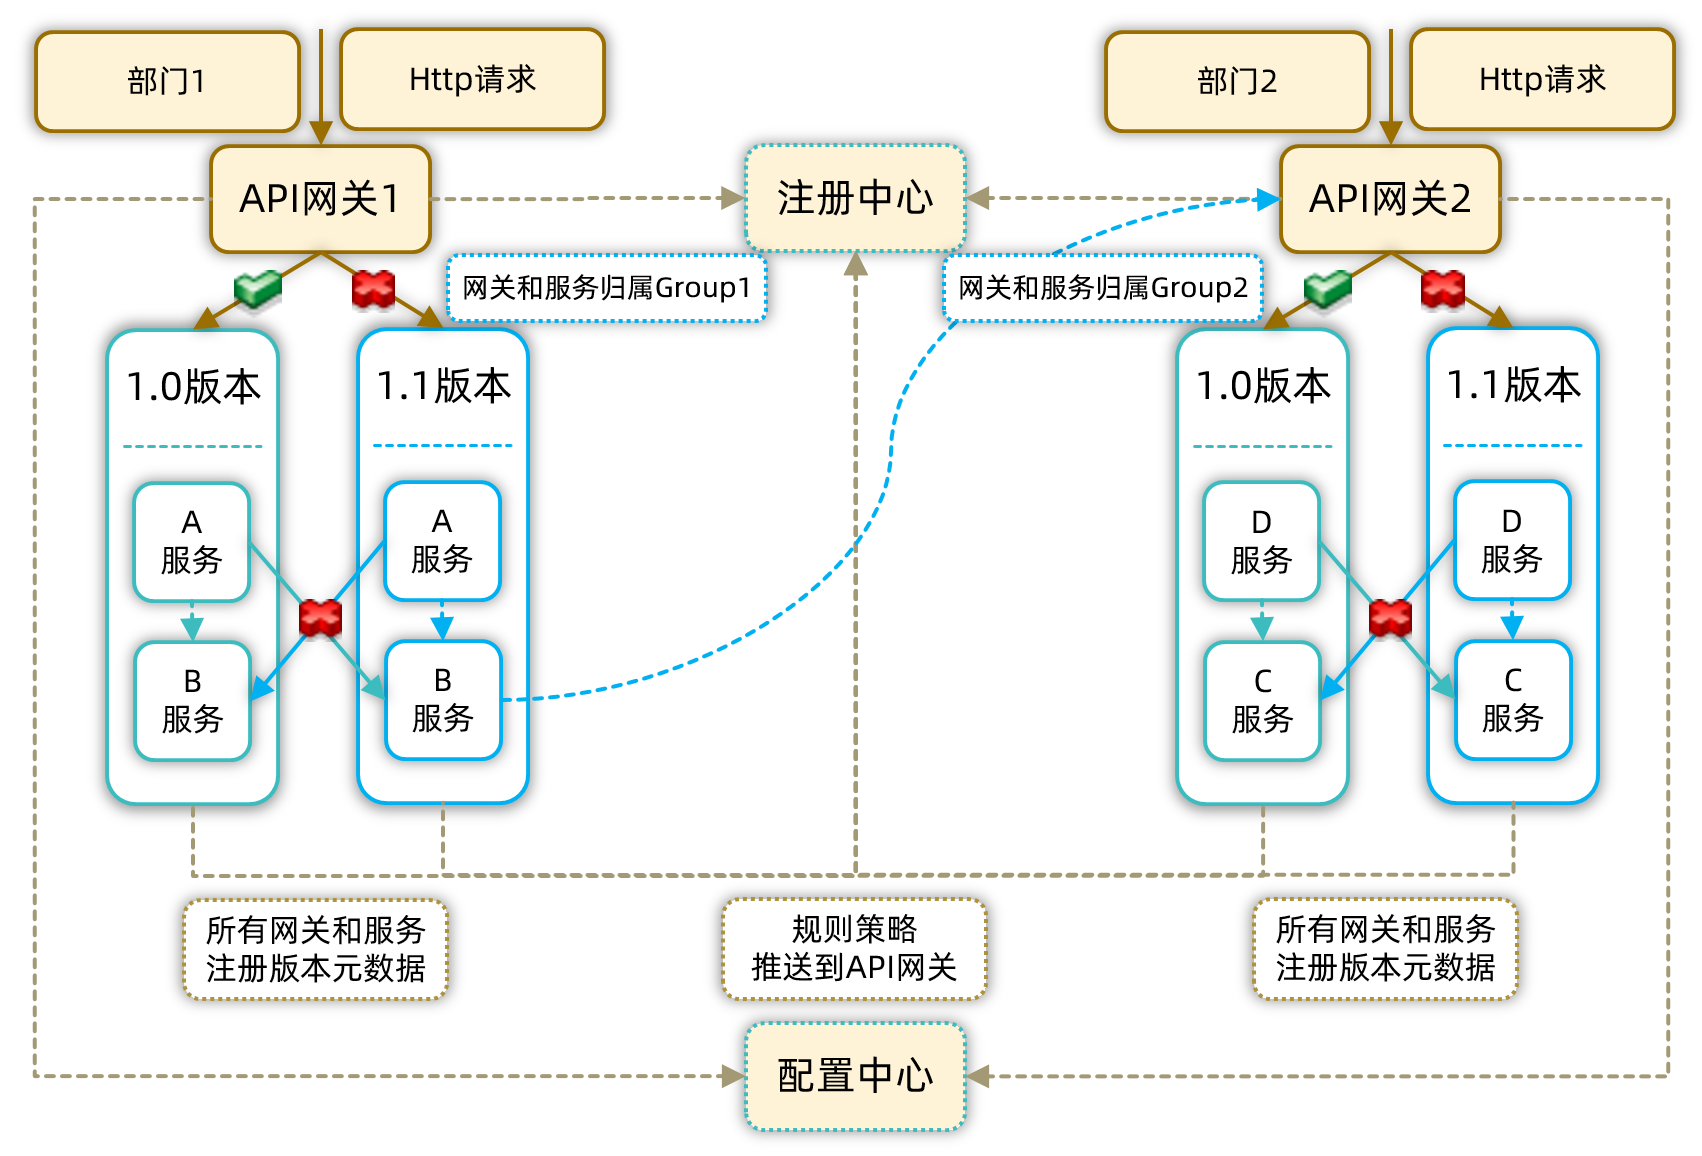 部门1
Http请求
部门2
Http请求
API网关1
注册中心
API网关2
网关和服务归属Group1
网关和服务归属Group2
1.0版本
1.1版本
1.0版本
1.1版本
A
服务
A
服务
D
服务
D
服务
B
服务
B
服务
C
服务
C
服务
所有网关和服务
注册版本元数据
规则策略
推送到API网关
所有网关和服务
注册版本元数据
配置中心